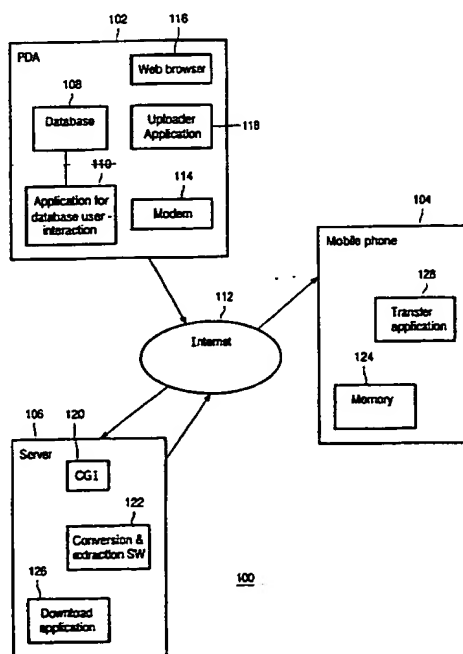 102
116
PDA
Web browser
108
Database
Uploader
Application
118
110
Application for
database user -
interaction
114
Modem
104
Mobile phone
128
Transfer
application
112
Internet
124
Memory
106
120
Server
CGI
122
Conversion &
extraction SW
126
Download
application
100